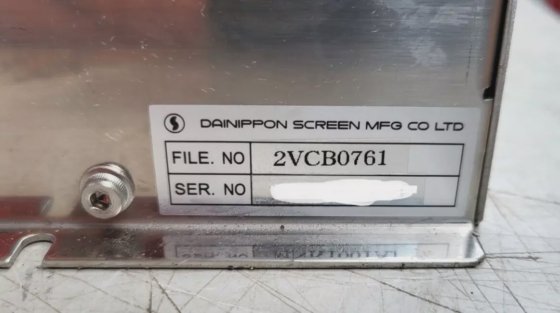 DAINIPPON SCREEN MFG CO LTD
FILE. NO 2VCB0761
SER. NO